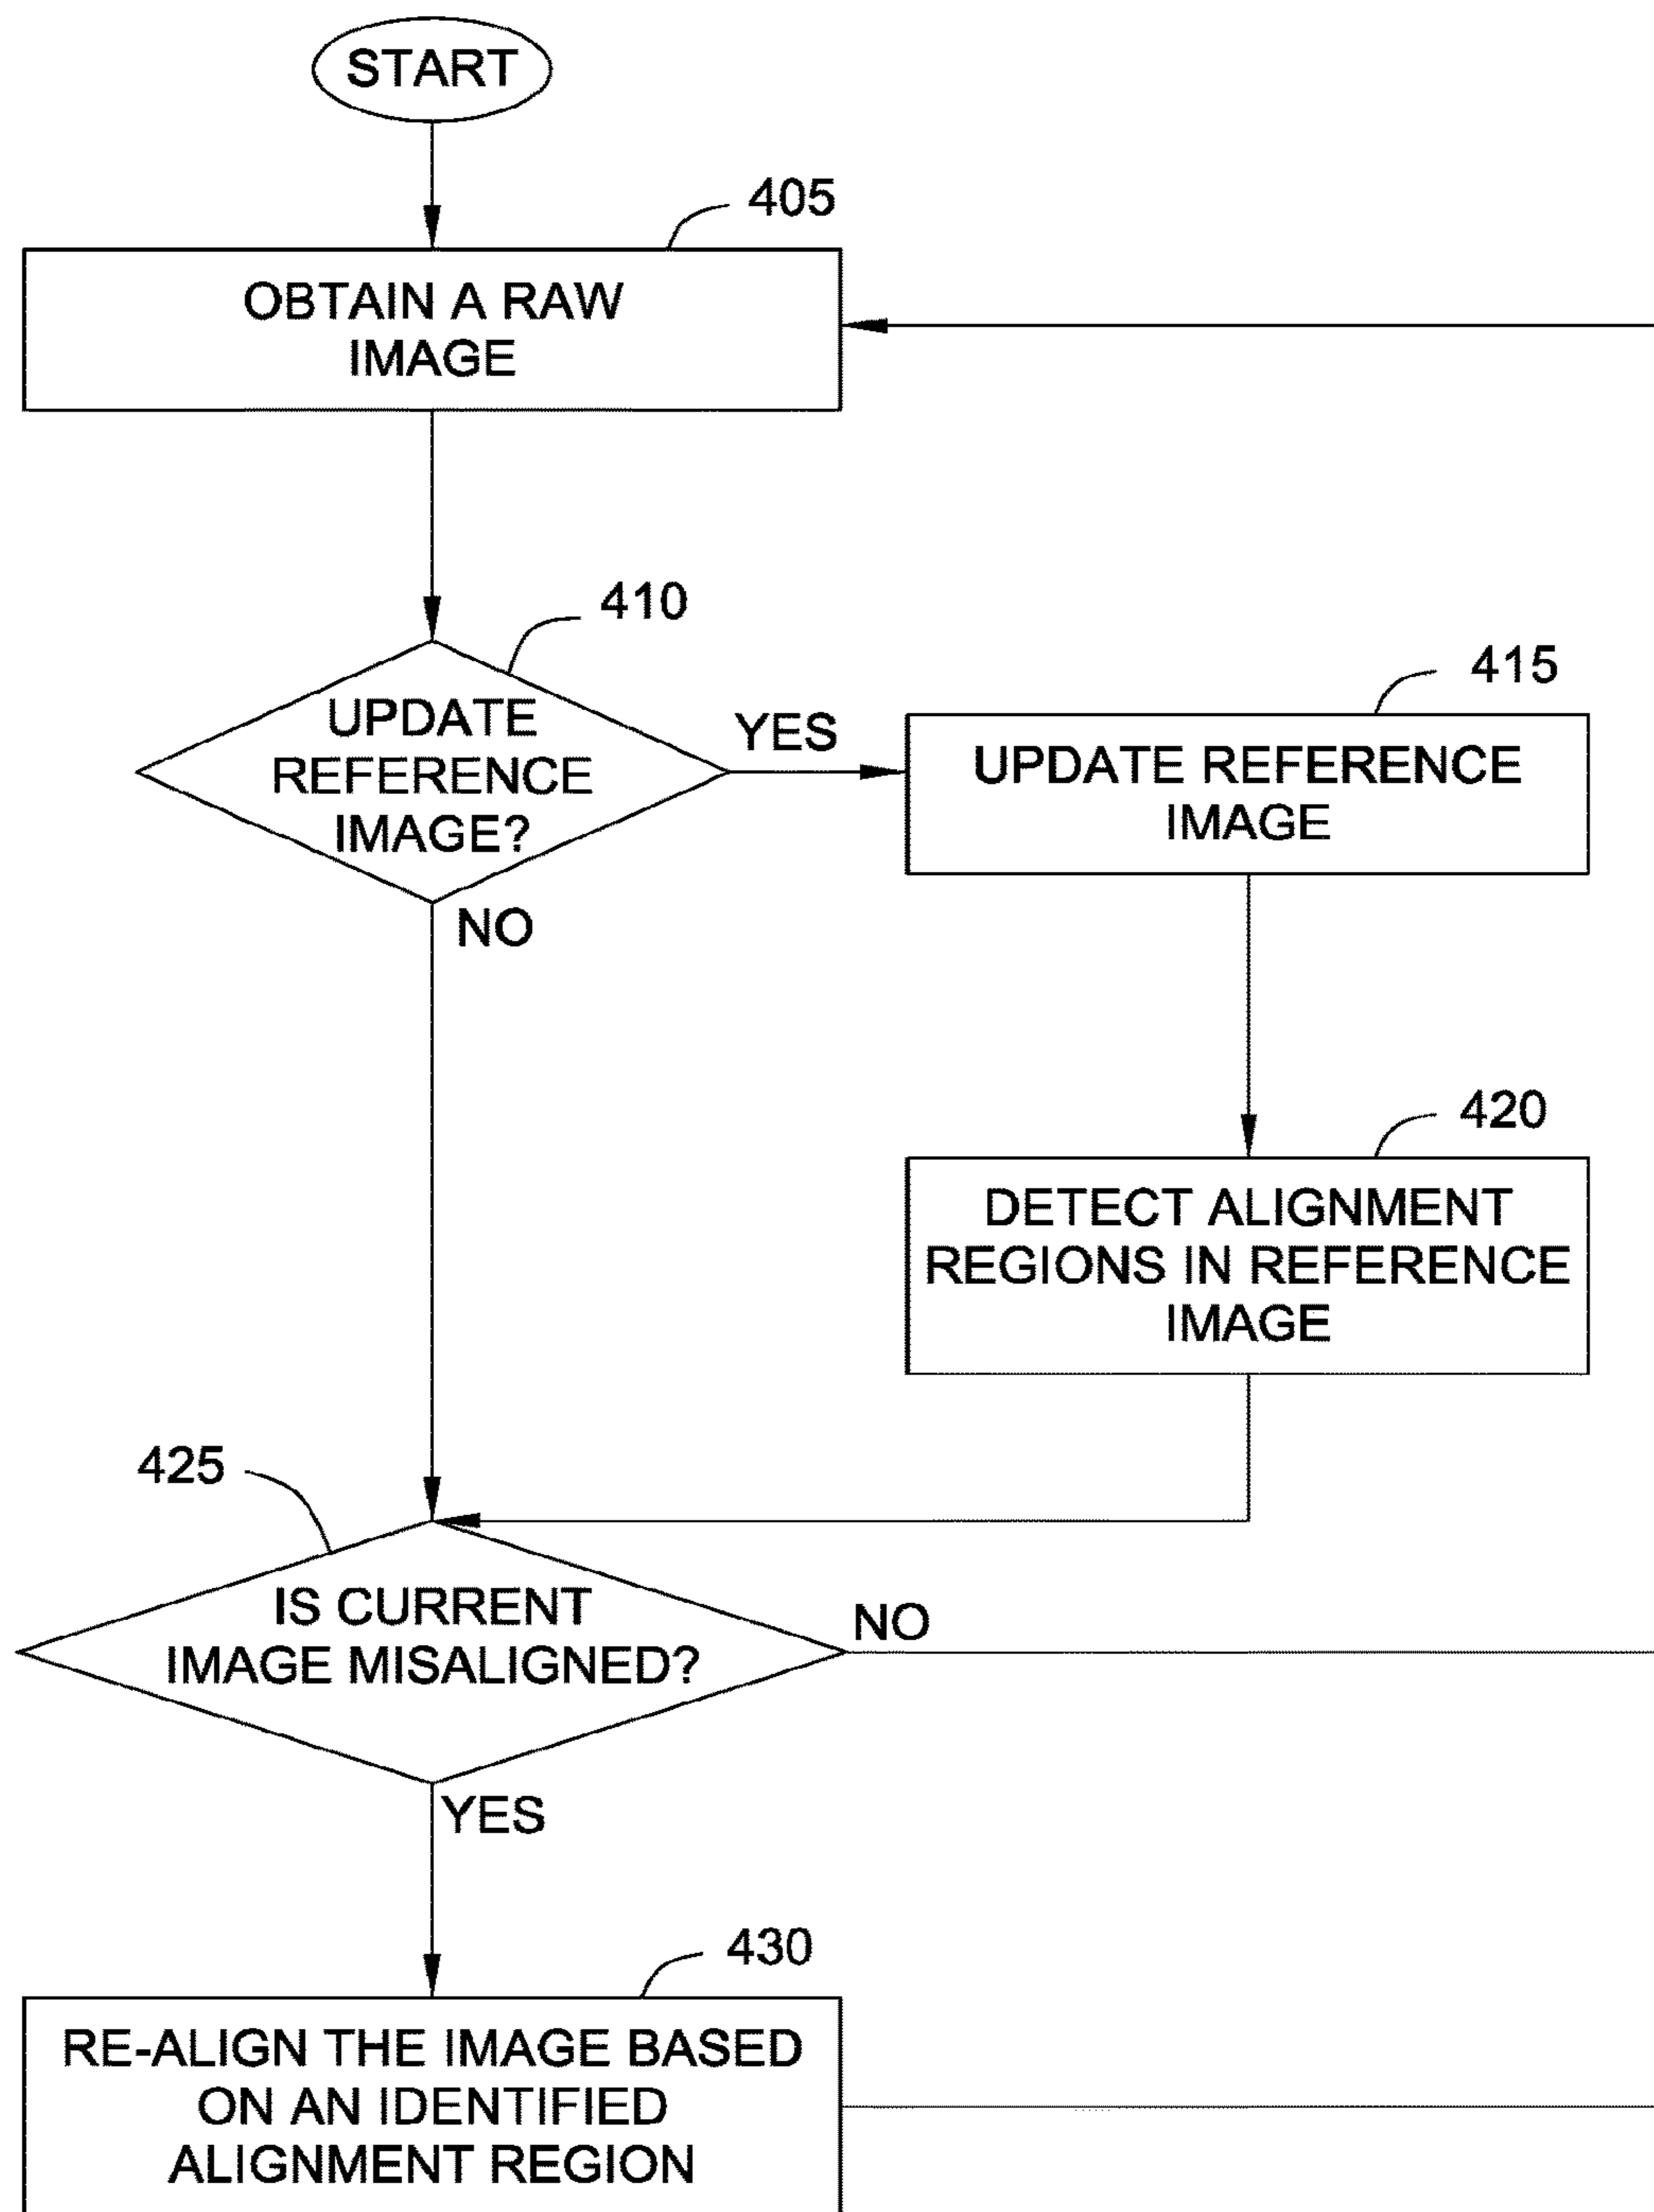 START
405
OBTAIN A RAW
IMAGE
410
UPDATE
REFERENCE
IMAGE?
YES
415
UPDATE REFERENCE
IMAGE
NO
420
DETECT ALIGNMENT
REGIONS IN REFERENCE
IMAGE
425
IS CURRENT
IMAGE MISALIGNED?
NO
YES
430
RE-ALIGN THE IMAGE BASED
ON AN IDENTIFIED
ALIGNMENT REGION